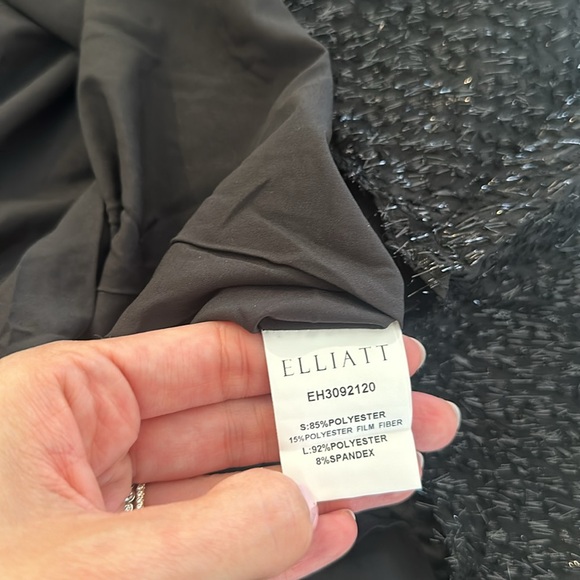 ELLIATT
EH3092120
S:85%POLYESTER
15%POLYESTER FILM FIBER
L:92%POLYESTER
8%SPANDEX